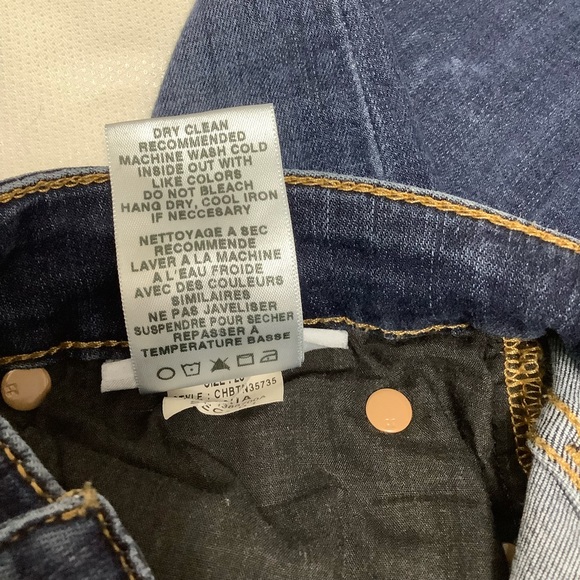 DRY CLEAN
RECOMMENDED
MACHINE WASH COLD
INSIDE OUT WITH
LIKE COLORS
DO NOT BLEACH
HANG DRY, COOL IRON
IF NECCESARY
NETTOYAGE A SEC
RECOMMENDE
LAVER A LA MACHINE
A L'EAU FROIDE
AVEC DES COULEURS
SIMILAIRES
NE PAS JAVELISER
SUSPENDRE POUR SECHER
REPASSER A
TEMPERATURE BASSE
: CHBTN35735